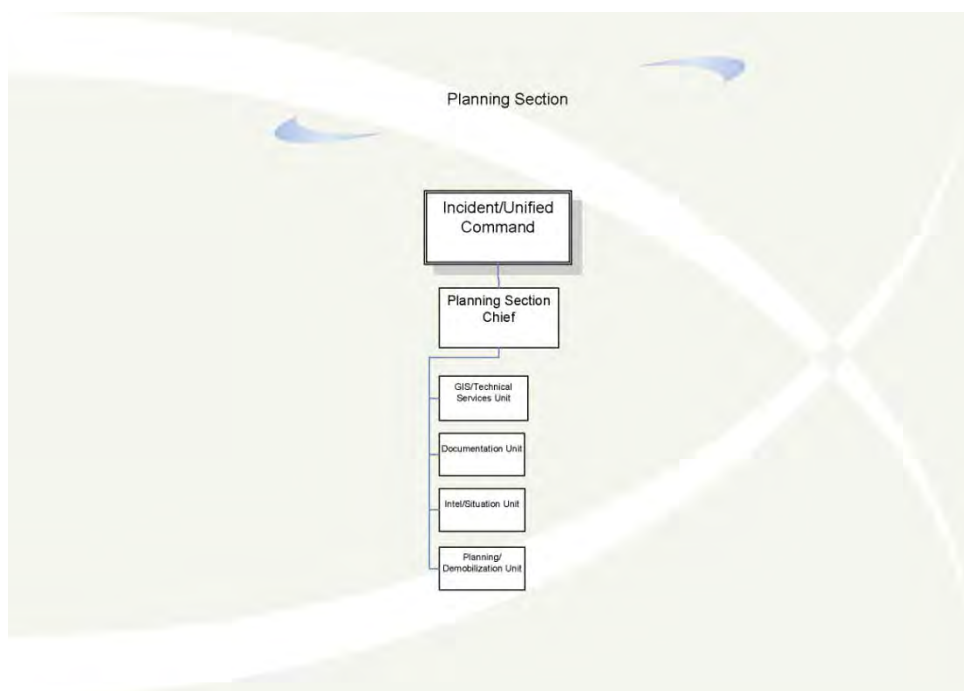 Planning Section
Incident/Unified
Command
Planning Section
Chief
GIS/Technical
Services Unit
Documentation Unit
Intel/Situation Unit
Planning/
Demobilization Unit